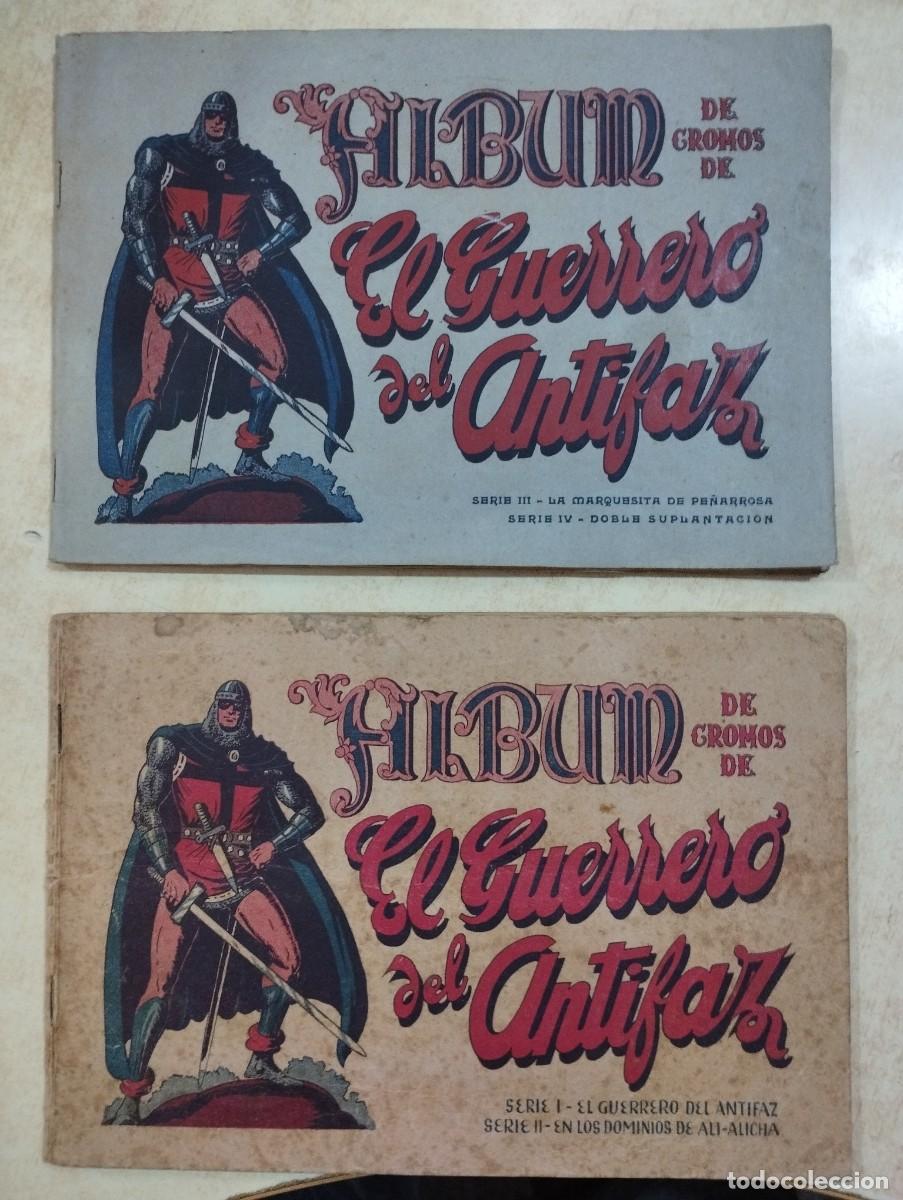 ALBUM DE CROMOS DE
El Guerrero
del Antifaz
SERIE III - LA MARQUESITA DE PEÑARROSA
SERIE IV - DOBLE SUPLANTACIÓN
ALBUM DE CROMOS DE
El Guerrero
del Antifaz
SERIE I - EL GUERRERO DEL ANTIFAZ
SERIE II - EN LOS DOMINIOS DE ALI-ALICHA
todocoleccion